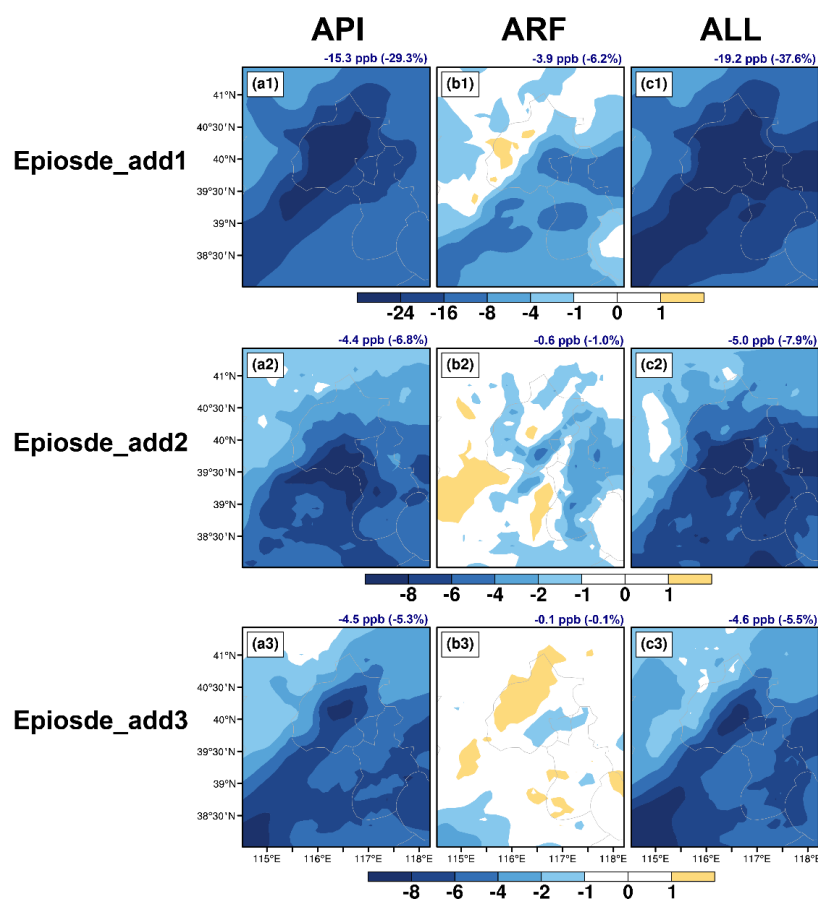 API ARF ALL
-15.3 ppb (-29.3%) -3.9 ppb (-6.2%) -19.2 ppb (-37.6%)
(a1) (b1) (c1)
41°N
40°30'N
Epiosde_add1
40°N
39°30'N
39°N
38°30'N
-24 -16 -8 -4 -1 0 1
-4.4 ppb (-6.8%) -0.6 ppb (-1.0%) -5.0 ppb (-7.9%)
(a2) (b2) (c2)
41°N
40°30'N
Epiosde_add2
40°N
39°30'N
39°N
38°30'N
-8 -6 -4 -2 -1 0 1
-4.5 ppb (-5.3%) -0.1 ppb (-0.1%) -4.6 ppb (-5.5%)
(a3) (b3) (c3)
41°N
40°30'N
Epiosde_add3
40°N
39°30'N
39°N
38°30'N
115°E 116°E 117°E 118°E 115°E 116°E 117°E 118°E 115°E 116°E 117°E 118°E
-8 -6 -4 -2 -1 0 1